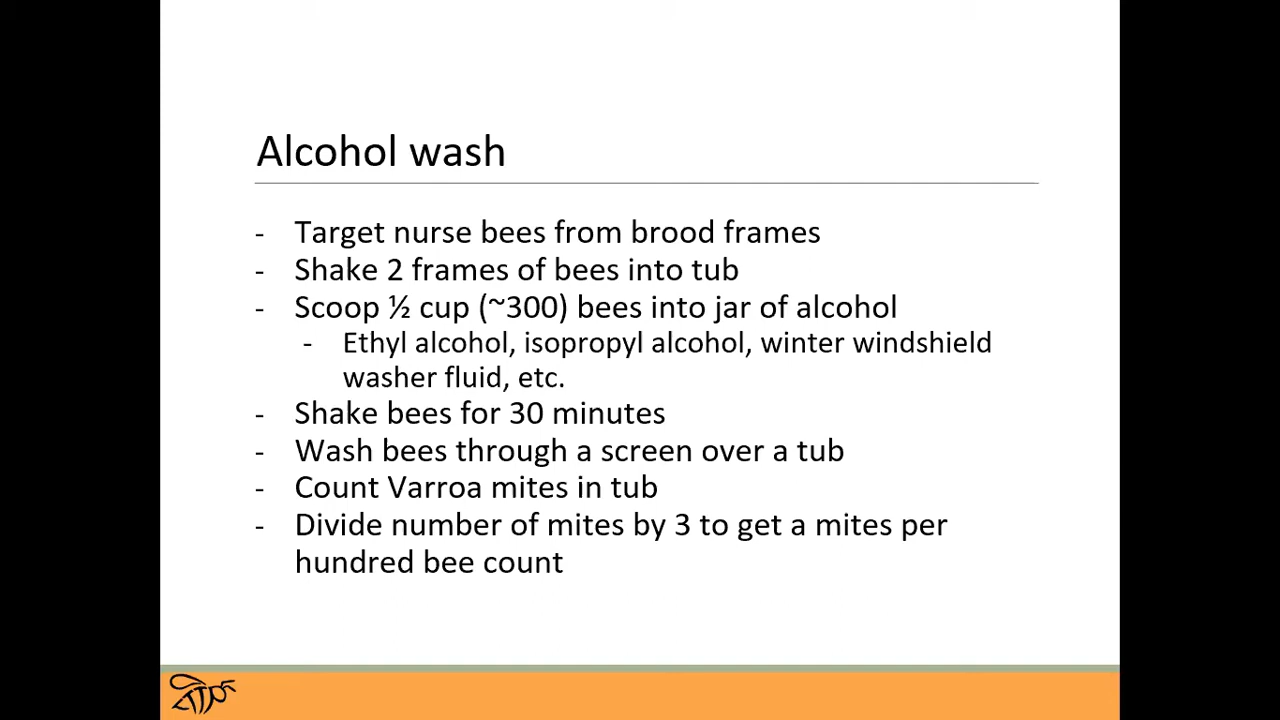 Alcohol wash
- Target nurse bees from brood frames
- Shake 2 frames of bees into tub
- Scoop ½ cup (~300) bees into jar of alcohol
- Ethyl alcohol, isopropyl alcohol, winter windshield
washer fluid, etc.
- Shake bees for 30 minutes
- Wash bees through a screen over a tub
- Count Varroa mites in tub
- Divide number of mites by 3 to get a mites per
hundred bee count